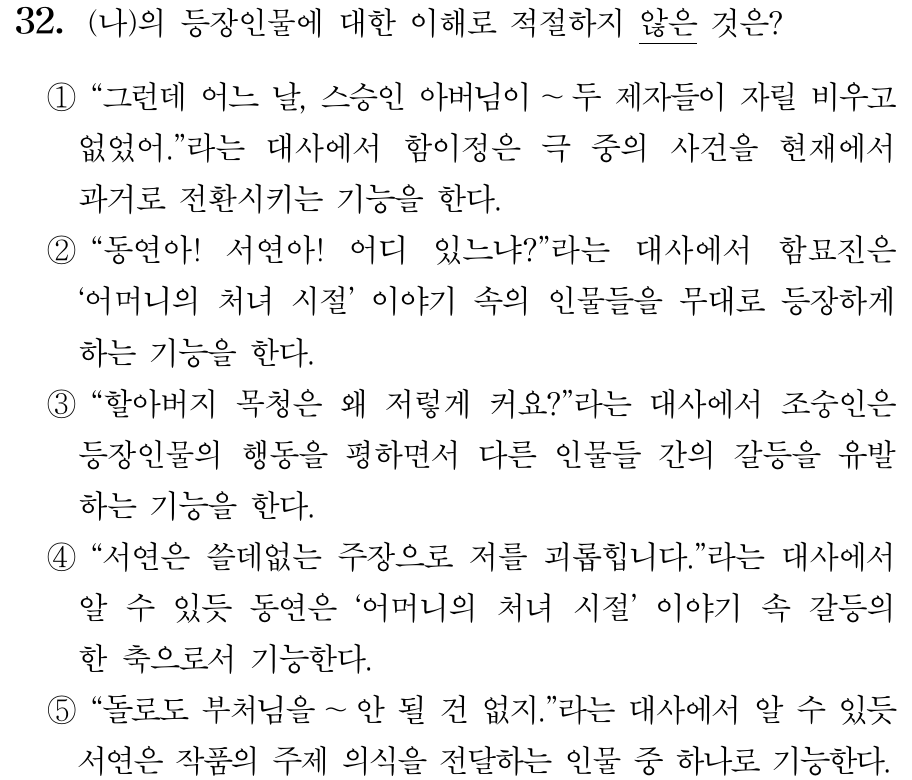 32. (나)의 등장인물에 대한 이해로 적절하지 않은 것은?
① “그런데 어느 날, 스승인 아버님이 ~ 두 제자들이 자릴 비우고
없었어.”라는 대사에서 함이정은 극 중의 사건을 현재에서
과거로 전환시키는 기능을 한다.
② “동연아! 서연아! 어디 있느냐?”라는 대사에서 함묘진은
‘어머니의 처녀 시절’ 이야기 속의 인물들을 무대로 등장하게
하는 기능을 한다.
③ “할아버지 목청은 왜 저렇게 커요?”라는 대사에서 조숭인은
등장인물의 행동을 평하면서 다른 인물들 간의 갈등을 유발
하는 기능을 한다.
④ “서연은 쓸데없는 주장으로 저를 괴롭힙니다.”라는 대사에서
알 수 있듯 동연은 ‘어머니의 처녀 시절’ 이야기 속 갈등의
한 축으로서 기능한다.
⑤ “돌로도 부처님을 ~ 안 될 건 없지.”라는 대사에서 알 수 있듯
서연은 작품의 주제 의식을 전달하는 인물 중 하나로 기능한다.